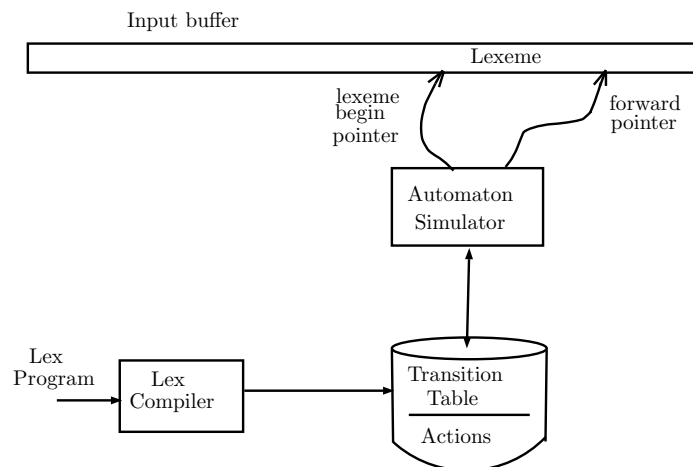 Input buffer
Lexeme
lexeme
begin
pointer
forward
pointer
Automaton
Simulator
Lex
Program
Lex
Compiler
Transition
Table
Actions